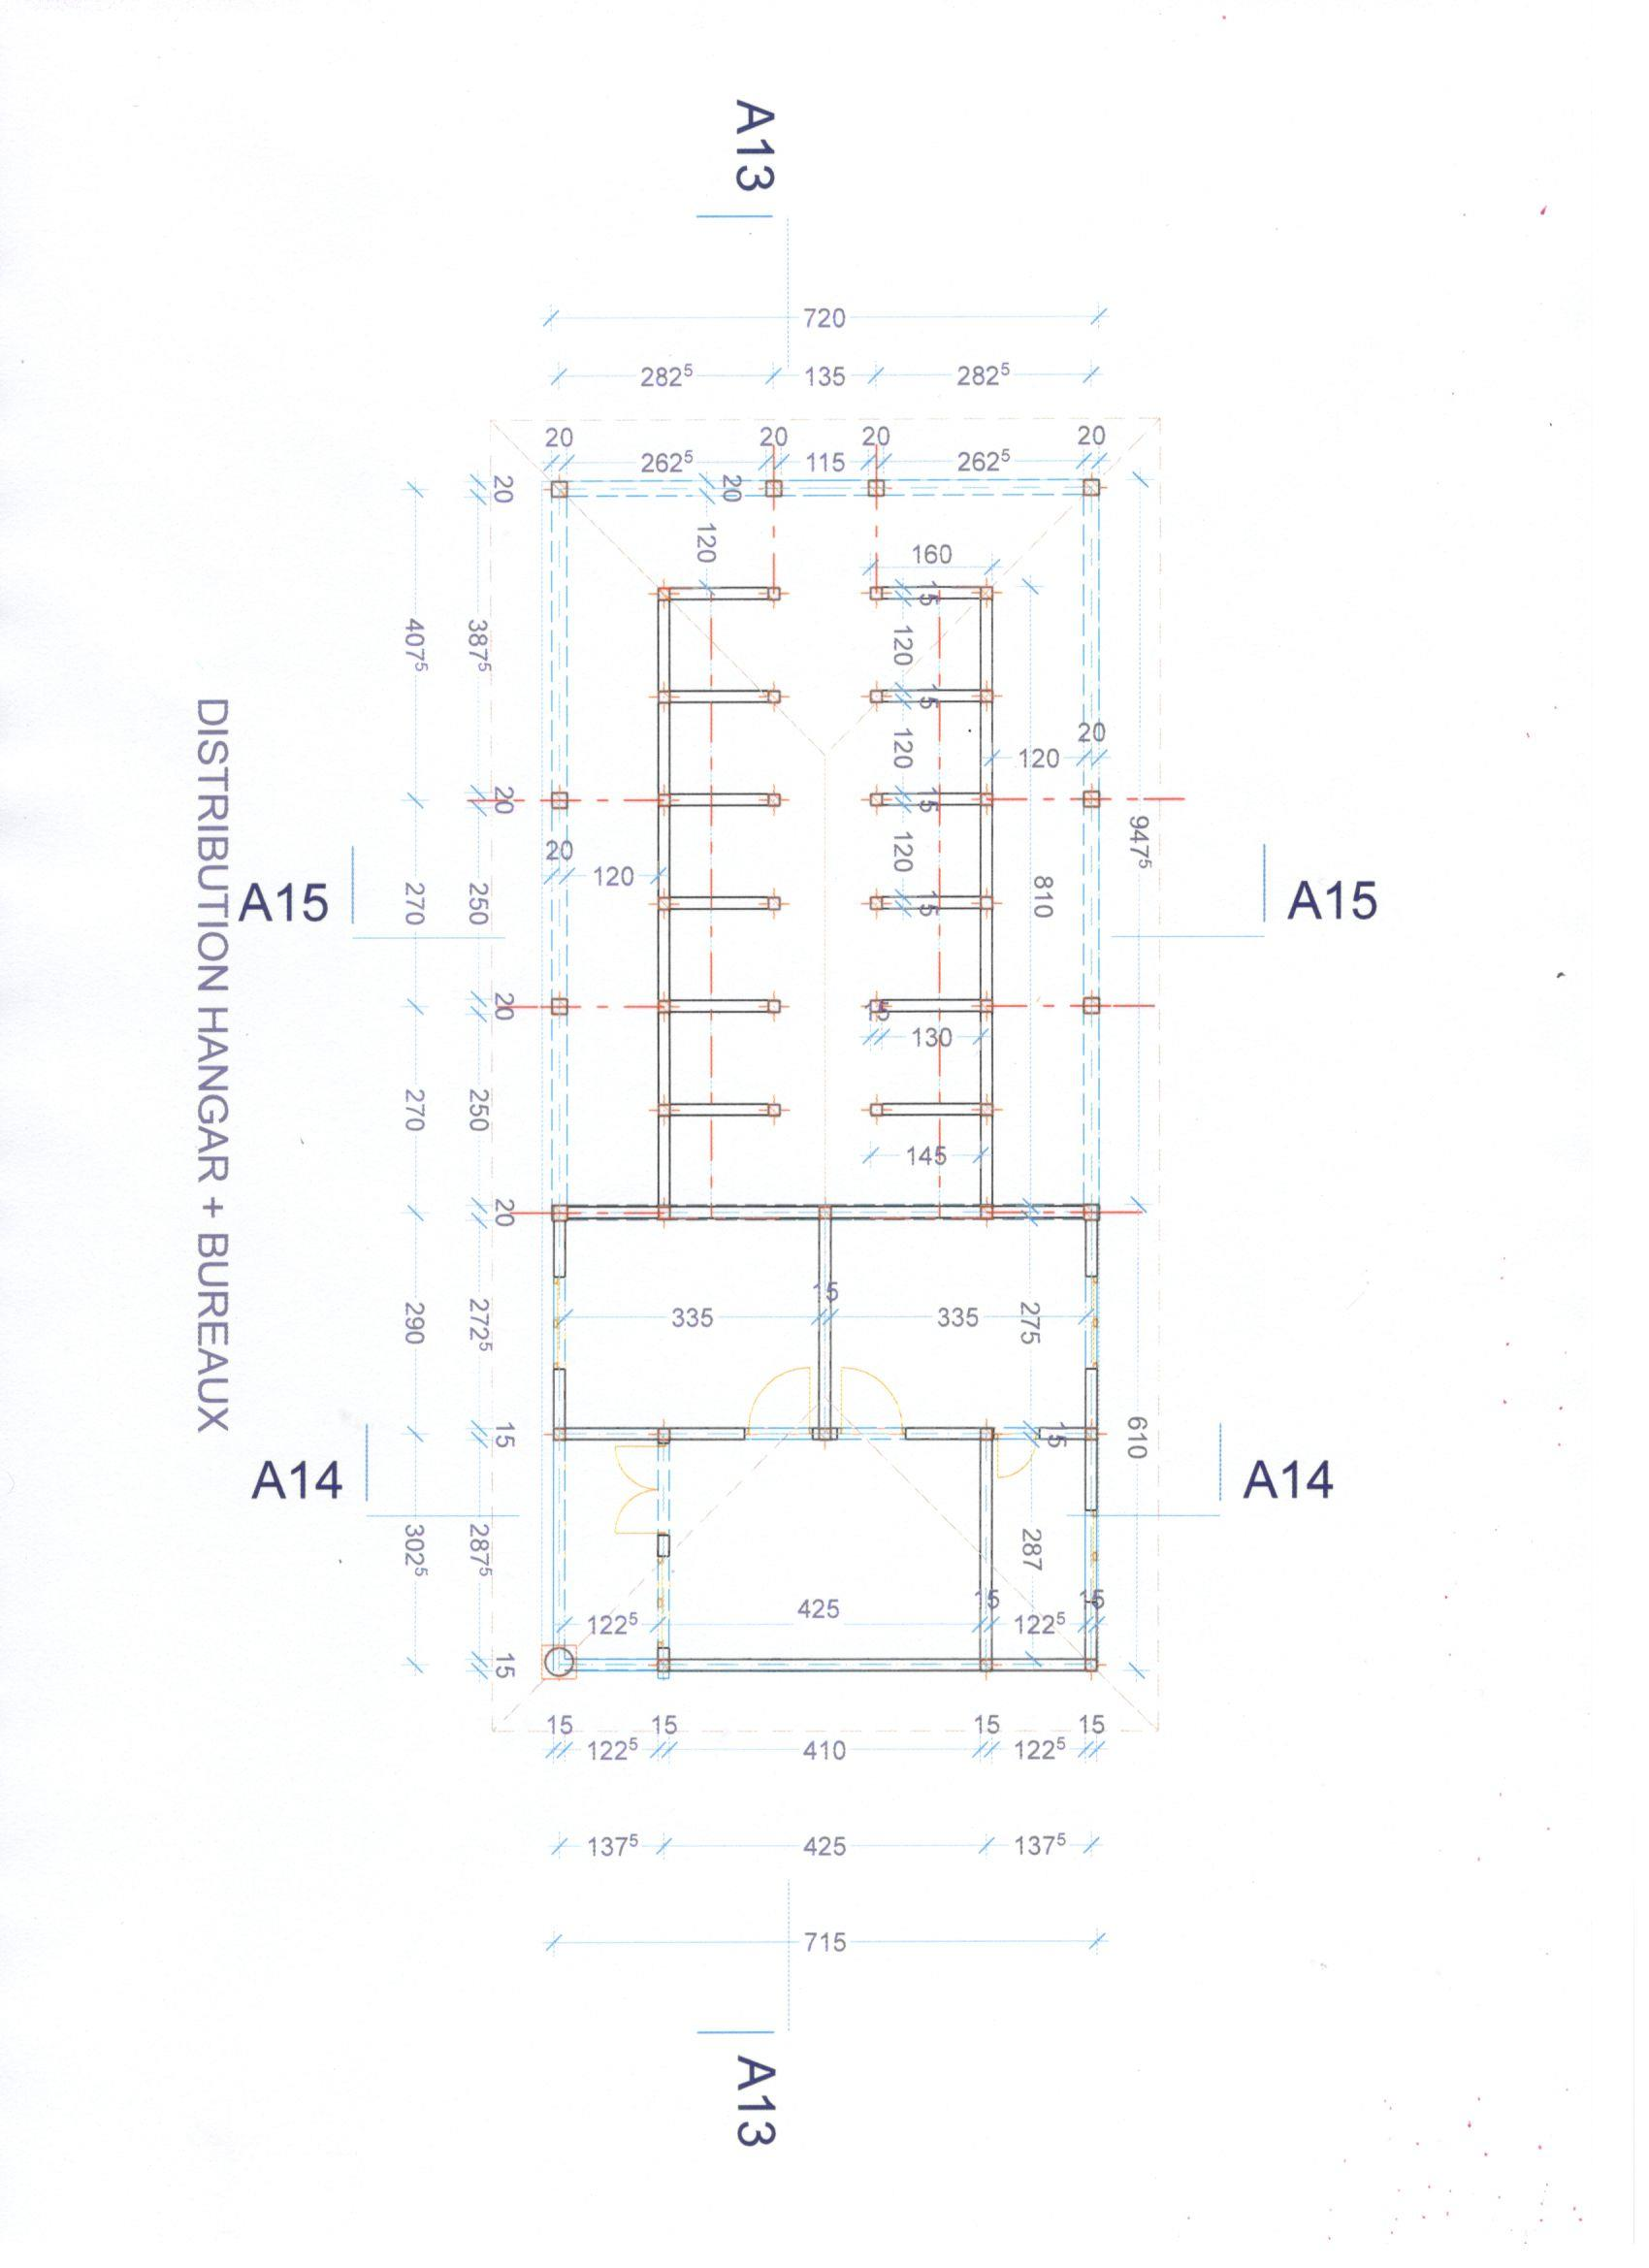 A13
720
282⁵ 135 282⁵
20 20 20 20
262⁵ 115 262⁵
20 20
120
160
15
407⁵ 387⁵ 120
15
120 20
120
20 15
947⁵
20 120
120
270 250 15 810
A15 A15
20 15
130
270 250
145
20
15
290 272⁵ 335 335 275
15 15 610
A14 A14
302⁵ 287⁵ 287
15 15
122⁵ 425 122⁵
15
15 15 15 15
122⁵ 410 122⁵
137⁵ 425 137⁵
715
A13
DISTRIBUTION HANGAR + BUREAUX